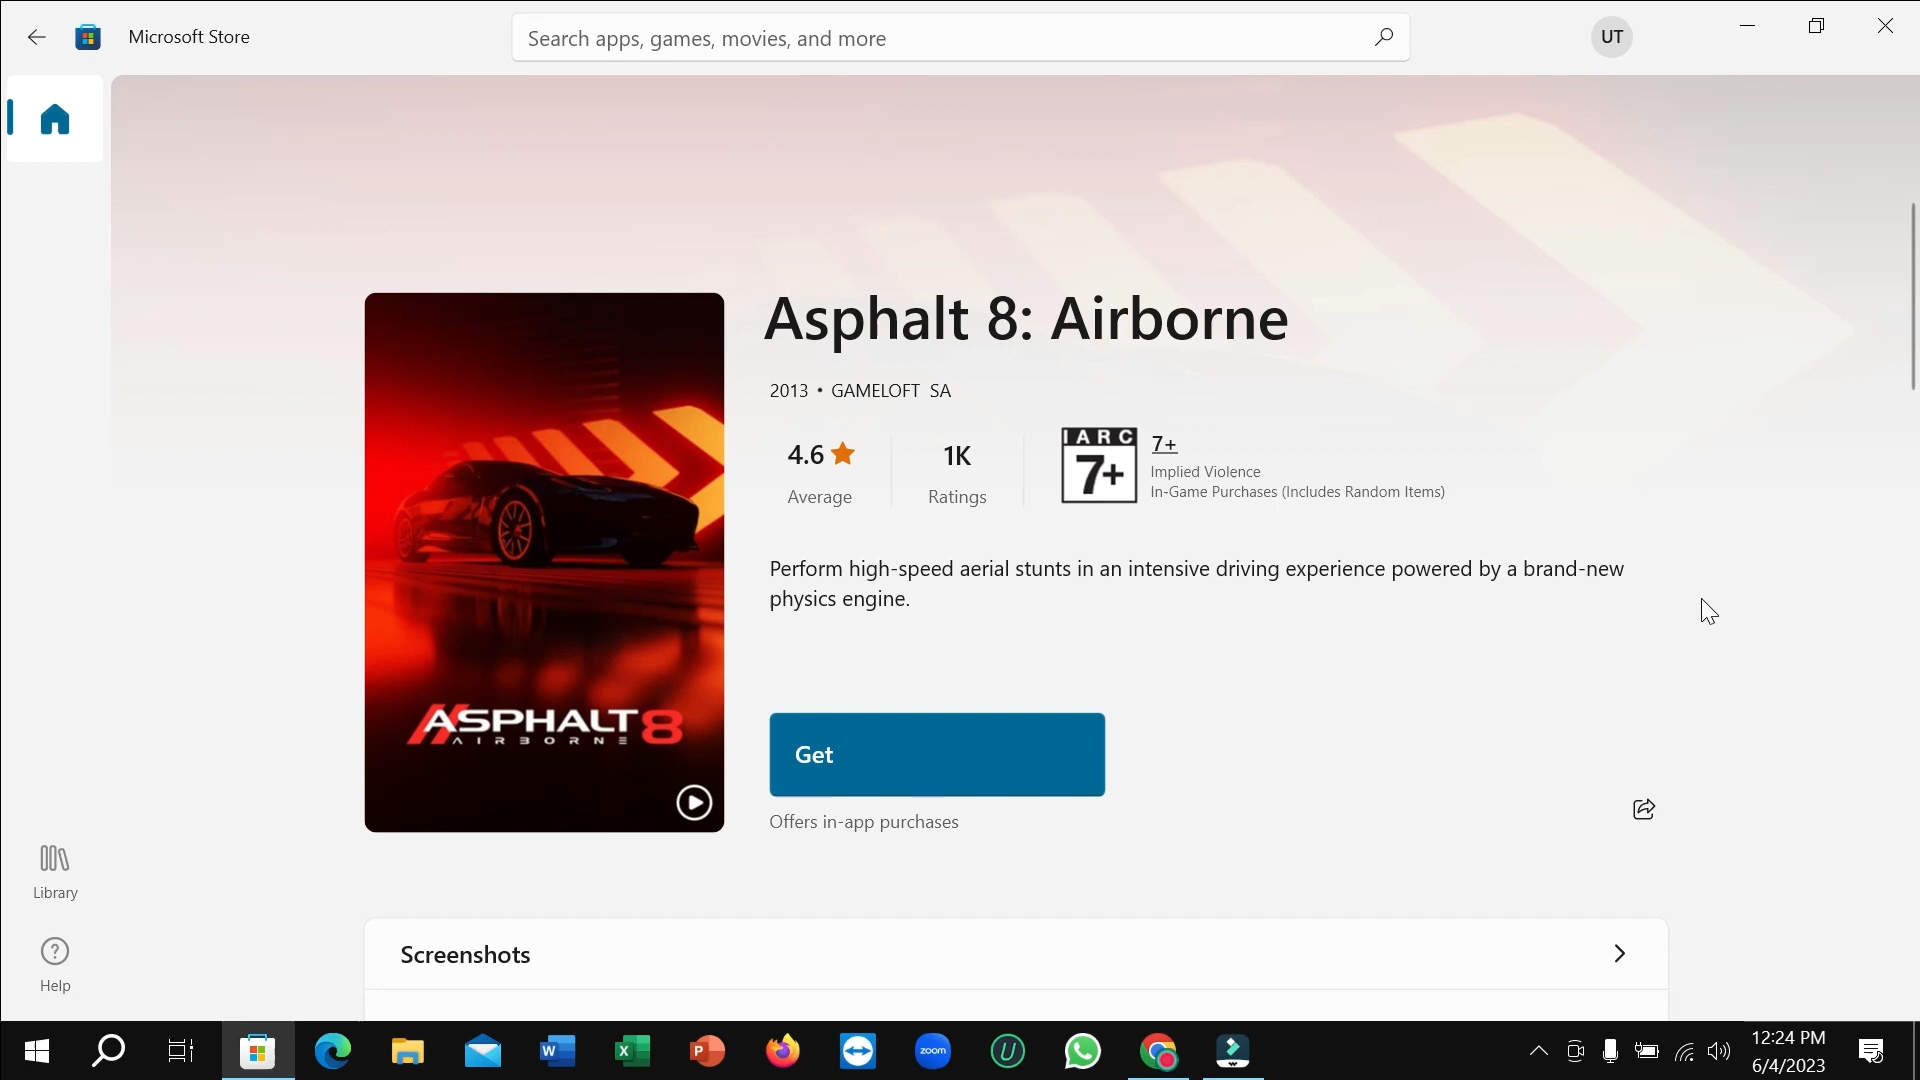 Microsoft Store
Search apps, games, movies, and more
UT
Asphalt 8: Airborne
2013 • GAMELOFT SA
4.6
Average
1K
Ratings
IARC
7+
7+
Implied Violence
In-Game Purchases (Includes Random Items)
Perform high-speed aerial stunts in an intensive driving experience powered by a brand-new
physics engine.
ASPHALT 8
AIRBORNE
Get
Offers in-app purchases
Library
Screenshots
Help
W
X
P
zoom
U
12:24 PM
6/4/2023